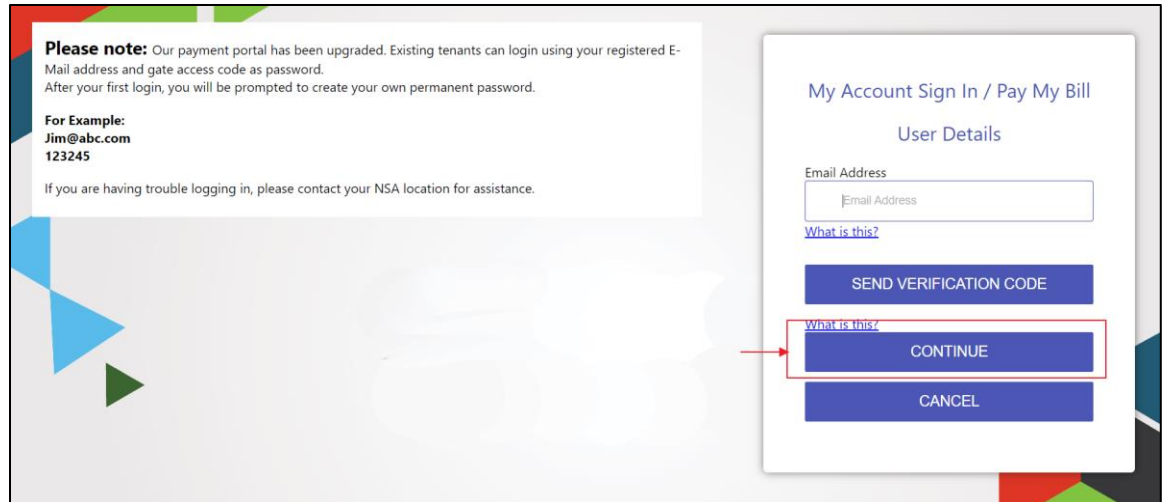 Please note: Our payment portal has been upgraded. Existing tenants can login using your registered E-
Mail address and gate access code as password.
After your first login, you will be prompted to create your own permanent password.
For Example:
Jim@abc.com
123245
If you are having trouble logging in, please contact your NSA location for assistance.
My Account Sign In / Pay My Bill
User Details
Email Address
Email Address
What is this?
SEND VERIFICATION CODE
What is this?
CONTINUE
CANCEL